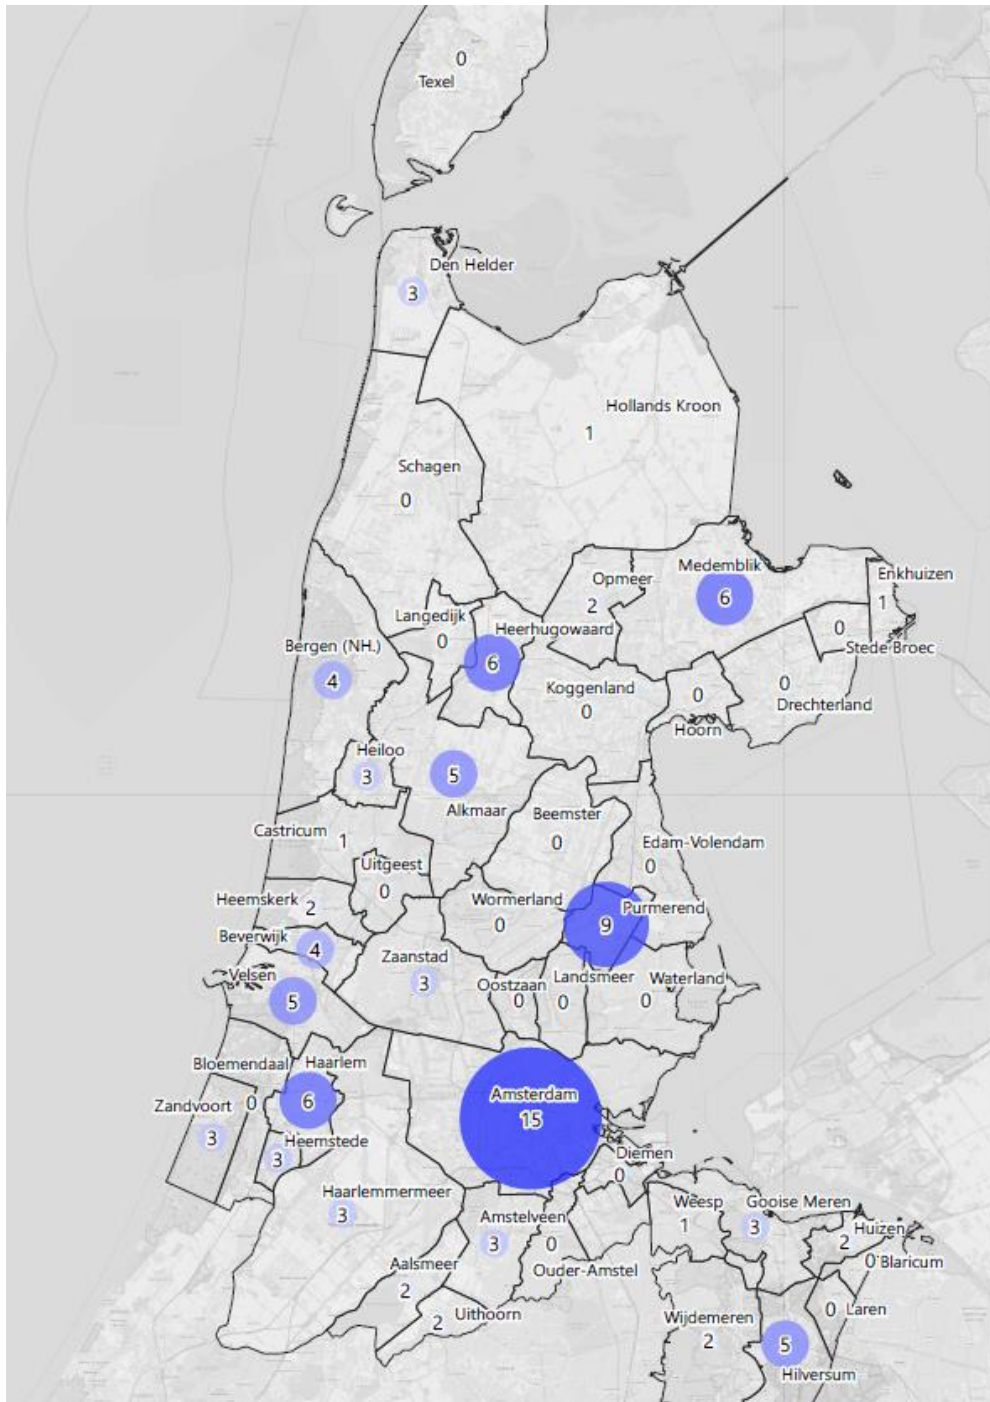 0
Texel
Den Helder
3
Hollands Kroon
1
Schagen
0
Medemblik
6
Opmeer
2
Enkhuizen
1
Langedijk
0
Heerhugowaard
6
0
Stede Broec
Bergen (NH.)
4
Koggenland
0
0
Hoorn
0
Drechterland
Heiloo
3
5
Alkmaar
Beemster
0
Castricum
1
Edam-Volendam
0
Uitgeest
0
Heemskerk
2
Wormerland
0
Purmerend
9
Beverwijk
4
Zaanstad
3
Velsen
5
Oostzaan
0
Landsmeer
0
Waterland
0
Bloemendaal
0
Haarlem
6
Zandvoort
3
Amsterdam
15
Heemstede
3
Diemen
0
Haarlemmermeer
3
Weesp
1
Gooise Meren
3
Amstelveen
3
0
Ouder-Amstel
Huizen
2
0
Blaricum
Aalsmeer
2
Uithoorn
2
Wijdemeren
2
0
Laren
5
Hilversum